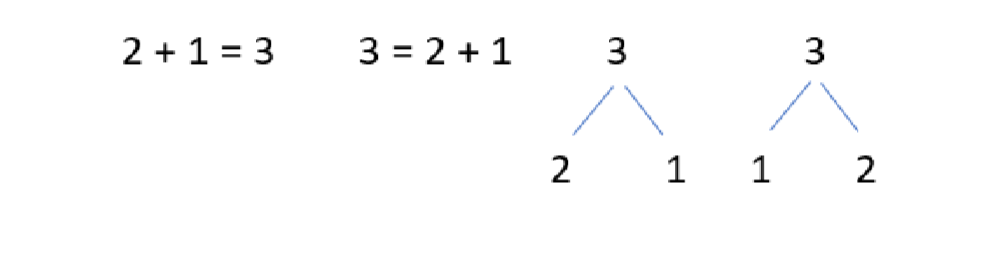 2 + 1 = 3 3 = 2 + 1 3 3
2 1 1 2